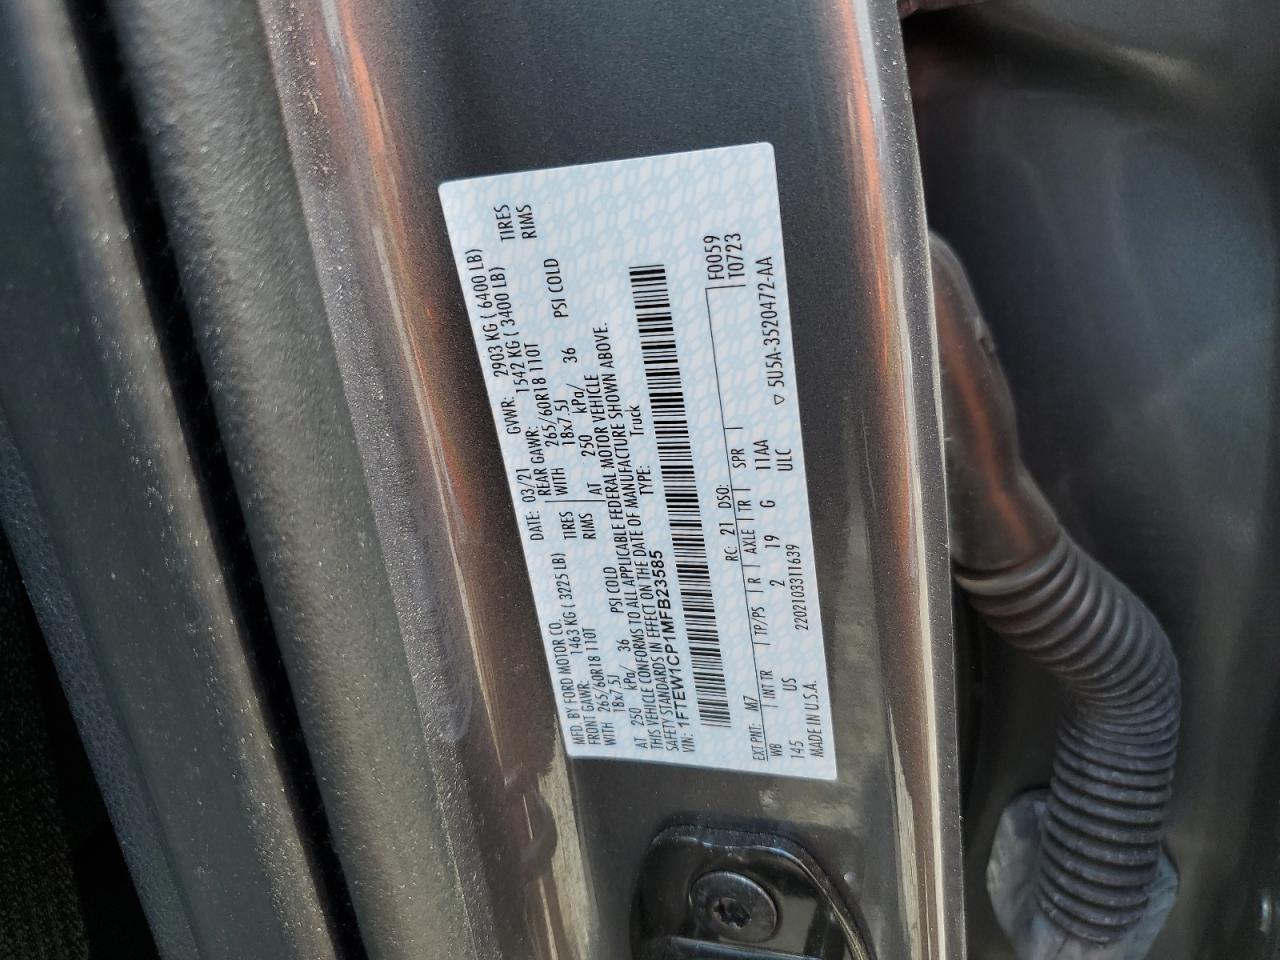 MFD. BY FORD MOTOR CO.
DATE: 03/21 GVWR: 2903 KG ( 6400 LB)
FRONT GAWR: 1463 KG ( 3225 LB) REAR GAWR: 1542 KG ( 3400 LB)
WITH 265/60R18 110T TIRES WITH 265/60R18 110T TIRES
18x7.5J RIMS 18x7.5J RIMS
AT 250 kPa/ 36 PSI COLD AT 250 kPa/ 36 PSI COLD
THIS VEHICLE CONFORMS TO ALL APPLICABLE FEDERAL MOTOR VEHICLE
SAFETY STANDARDS IN EFFECT ON THE DATE OF MANUFACTURE SHOWN ABOVE.
VIN: 1FTEW1CP1MFB23585 TYPE: Truck
F0059
EXT PNT: M7 RC: 21 DSO: T0723
WB INT TR TP/PS R AXLE TR SPR
145 US 2 19 G 11AA ULC
MADE IN U.S.A. 2202103311639 ▽ 5U5A-3520472-AA